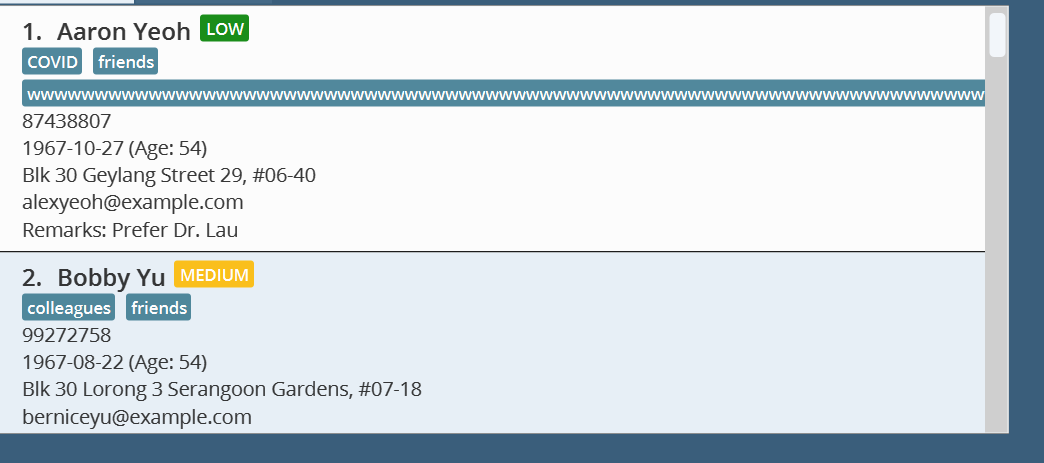 1. Aaron Yeoh LOW
COVID friends
wwwwwwwwwwwwwwwwwwwwwwwwwwwwwwwwwwwwwwwwwwwwwwwwwwwwwwwwwwwwwwwwwwwwwww
87438807
1967-10-27 (Age: 54)
Blk 30 Geylang Street 29, #06-40
alexyeoh@example.com
Remarks: Prefer Dr. Lau
2. Bobby Yu MEDIUM
colleagues friends
99272758
1967-08-22 (Age: 54)
Blk 30 Lorong 3 Serangoon Gardens, #07-18
berniceyu@example.com